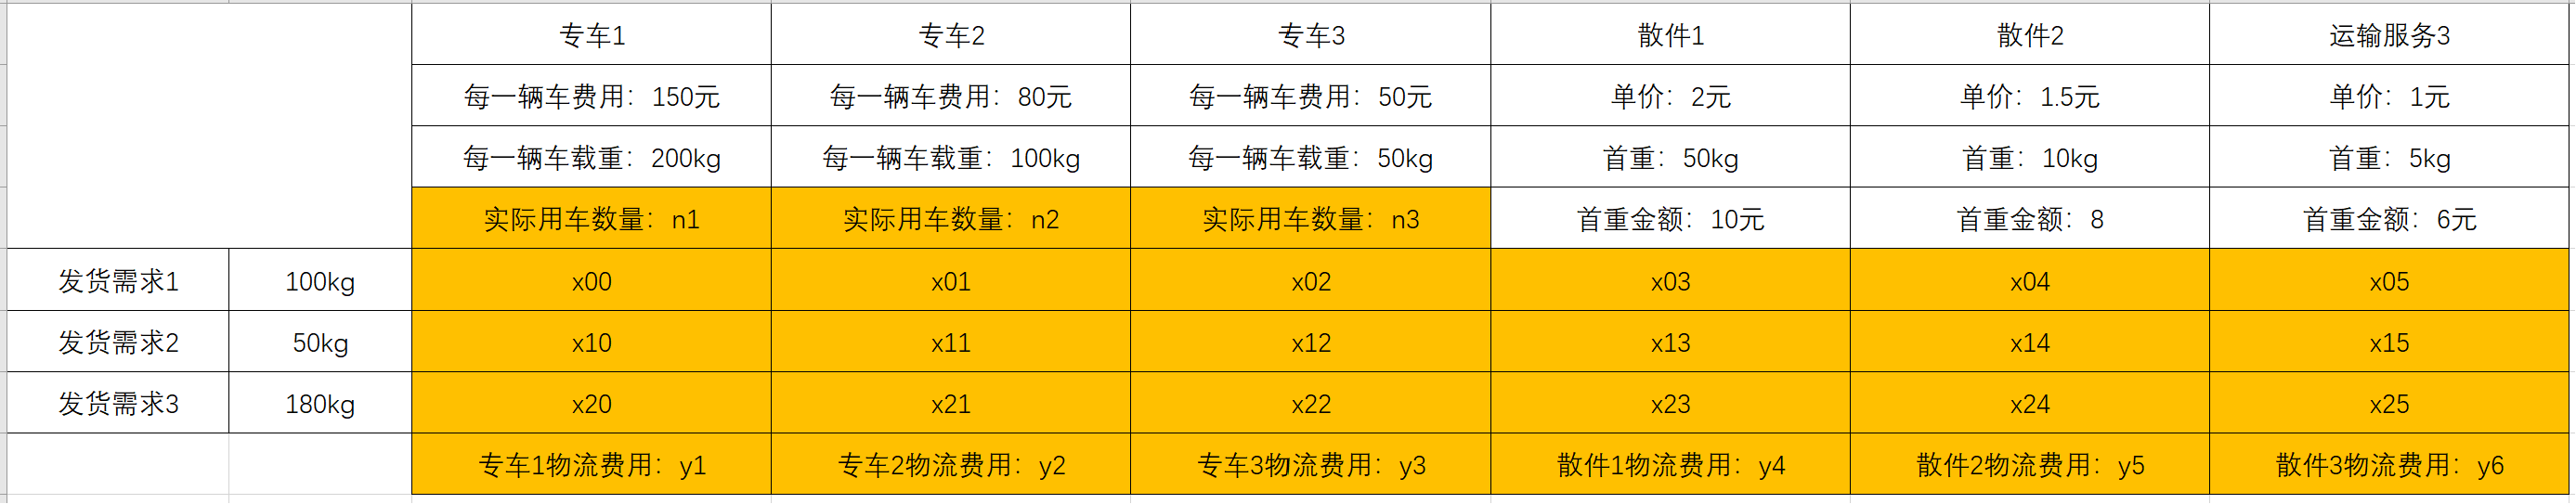 专车1 专车2 专车3 散件1 散件2 运输服务3
每一辆车费用：150元 每一辆车费用：80元 每一辆车费用：50元 单价：2元 单价：1.5元 单价：1元
每一辆车载重：200kg 每一辆车载重：100kg 每一辆车载重：50kg 首重：50kg 首重：10kg 首重：5kg
实际用车数量：n1 实际用车数量：n2 实际用车数量：n3 首重金额：10元 首重金额：8 首重金额：6元
发货需求1 100kg x00 x01 x02 x03 x04 x05
发货需求2 50kg x10 x11 x12 x13 x14 x15
发货需求3 180kg x20 x21 x22 x23 x24 x25
专车1物流费用：y1 专车2物流费用：y2 专车3物流费用：y3 散件1物流费用：y4 散件2物流费用：y5 散件3物流费用：y6